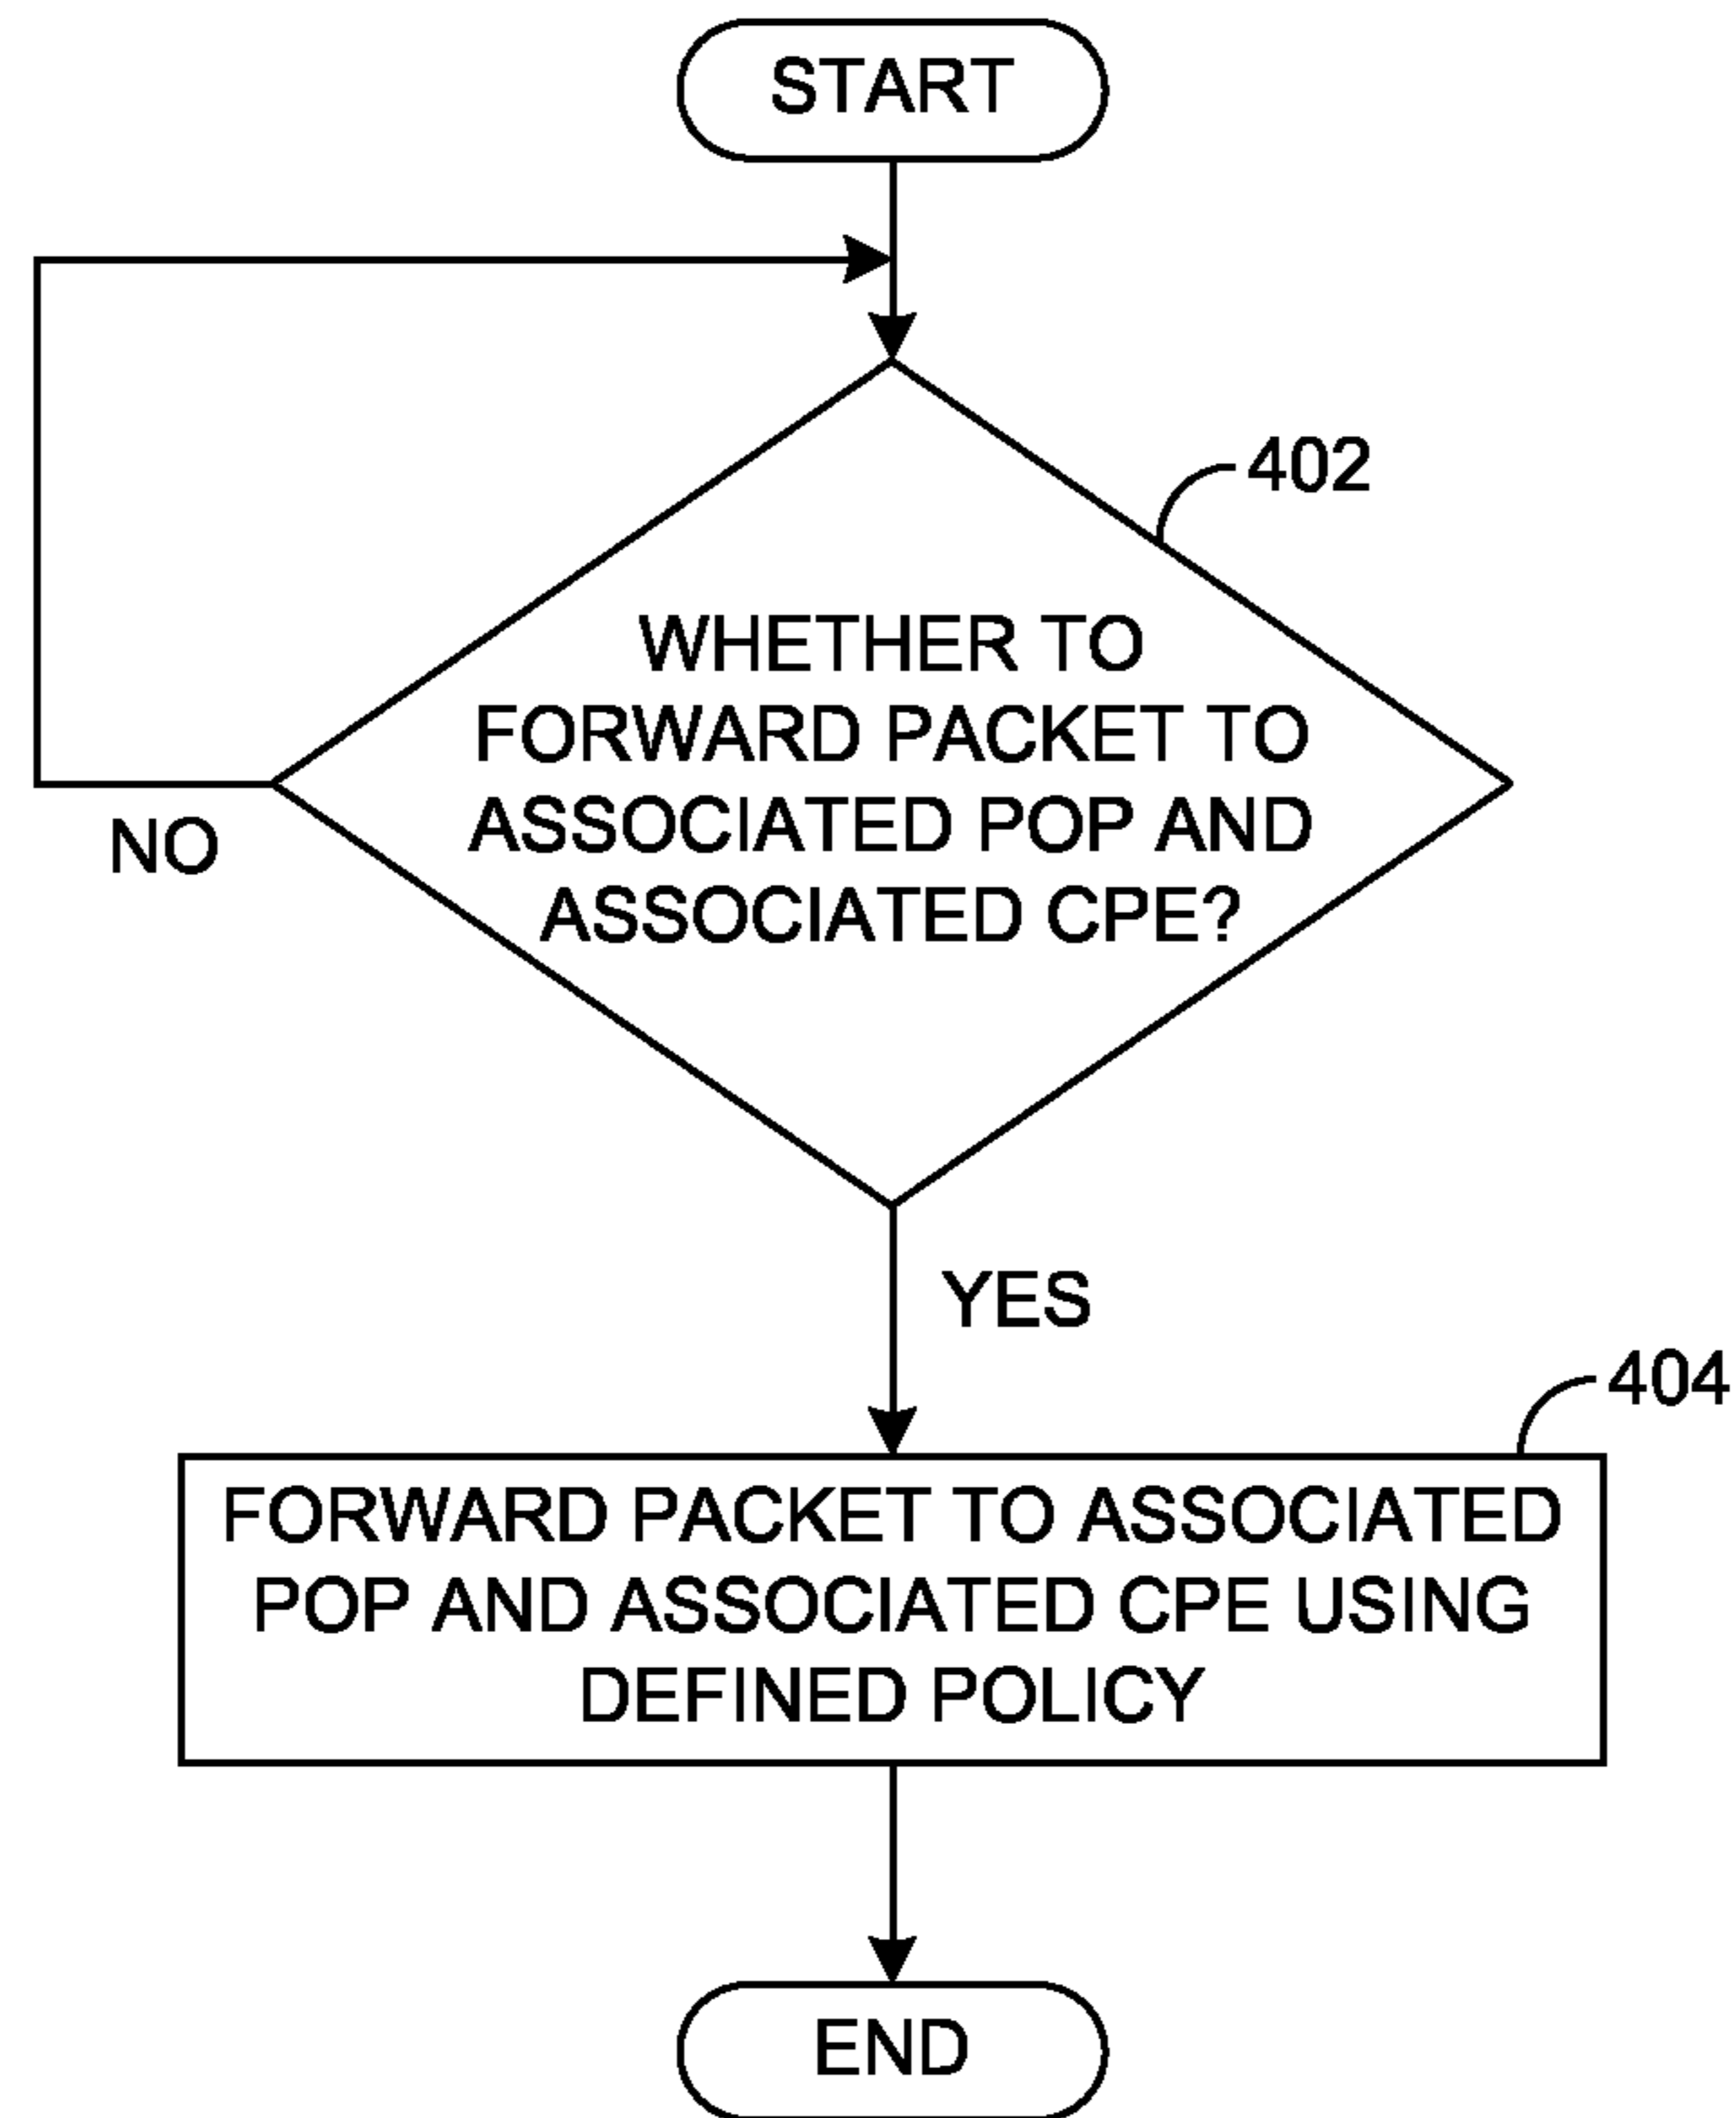 START
402
WHETHER TO
FORWARD PACKET TO
ASSOCIATED POP AND
ASSOCIATED CPE?
NO
YES
404
FORWARD PACKET TO ASSOCIATED
POP AND ASSOCIATED CPE USING
DEFINED POLICY
END